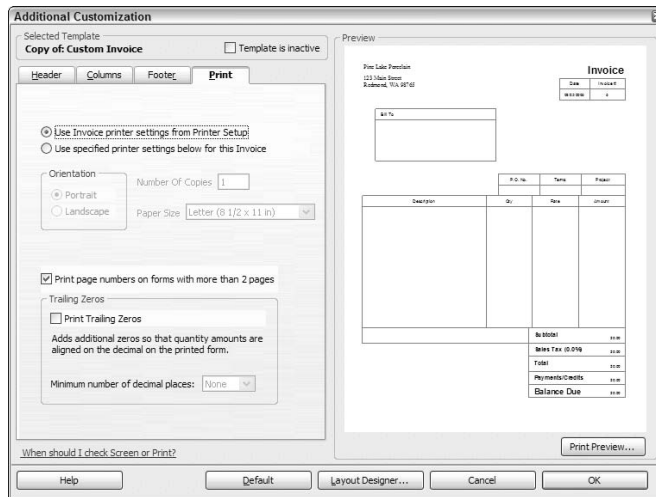 Additional Customization
Selected Template
Copy of: Custom Invoice
Template is inactive
Header
Columns
Footer
Print
Use Invoice printer settings from Printer Setup
Use specified printer settings below for this Invoice
Orientation
Portrait
Landscape
Number Of Copies 1
Paper Size Letter (8 1/2 x 11 in)
Print page numbers on forms with more than 2 pages
Trailing Zeros
Print Trailing Zeros
Adds additional zeros so that quantity amounts are
aligned on the decimal on the printed form.
Minimum number of decimal places: None
When should I check Screen or Print?
Preview
Pine Lake Porcelain
123 Main Street
Redmond, WA 98765
Invoice
Date
Invoice #
Bill To
P.O. No.
Terms
Project
Description
Qty
Rate
Amount
Subtotal
Sales Tax (0.0%)
Total
Payments/Credits
Balance Due
Print Preview...
Help
Default
Layout Designer...
Cancel
OK